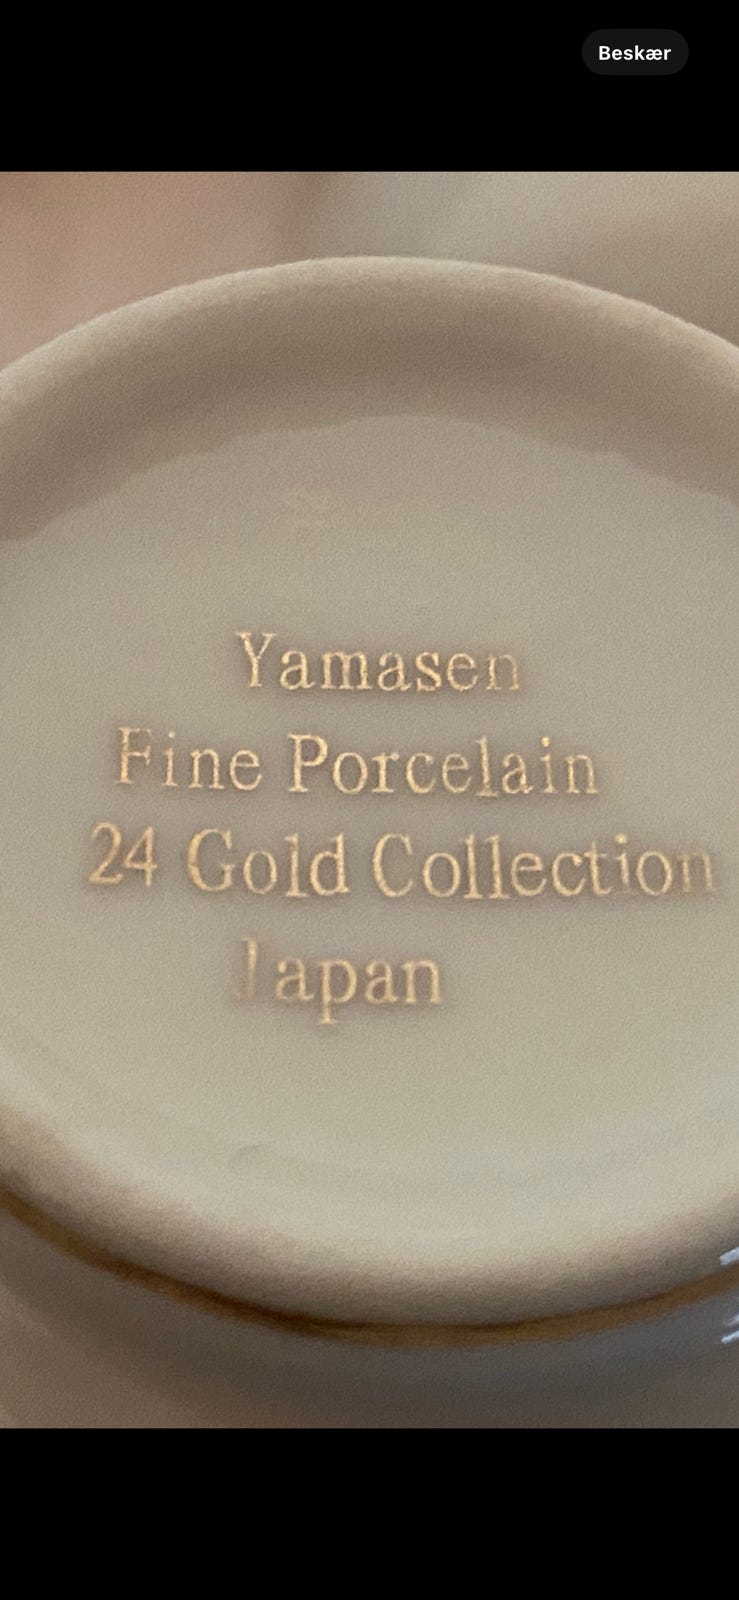 Beskær
Yamasen
Fine Porcelain
24 Gold Collection
Japan